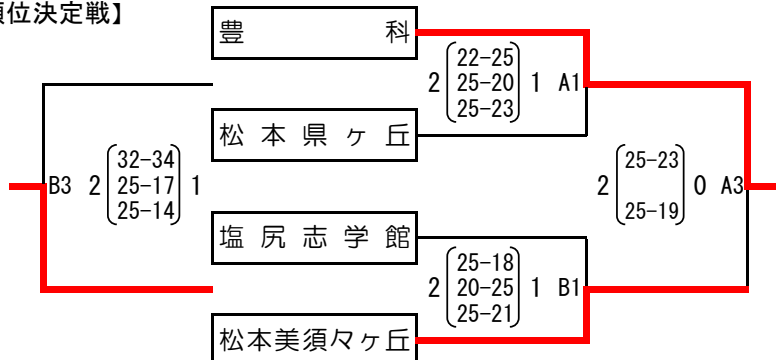 位決定戦】
豊 科
2 22-25 1 A1
25-20
25-23
松 本 県 ヶ 丘
B3 2 32-34 1
25-17
25-14
2 25-23 0 A3
25-19
塩 尻 志 学 館
2 25-18 1 B1
20-25
25-21
松本美須々ヶ丘